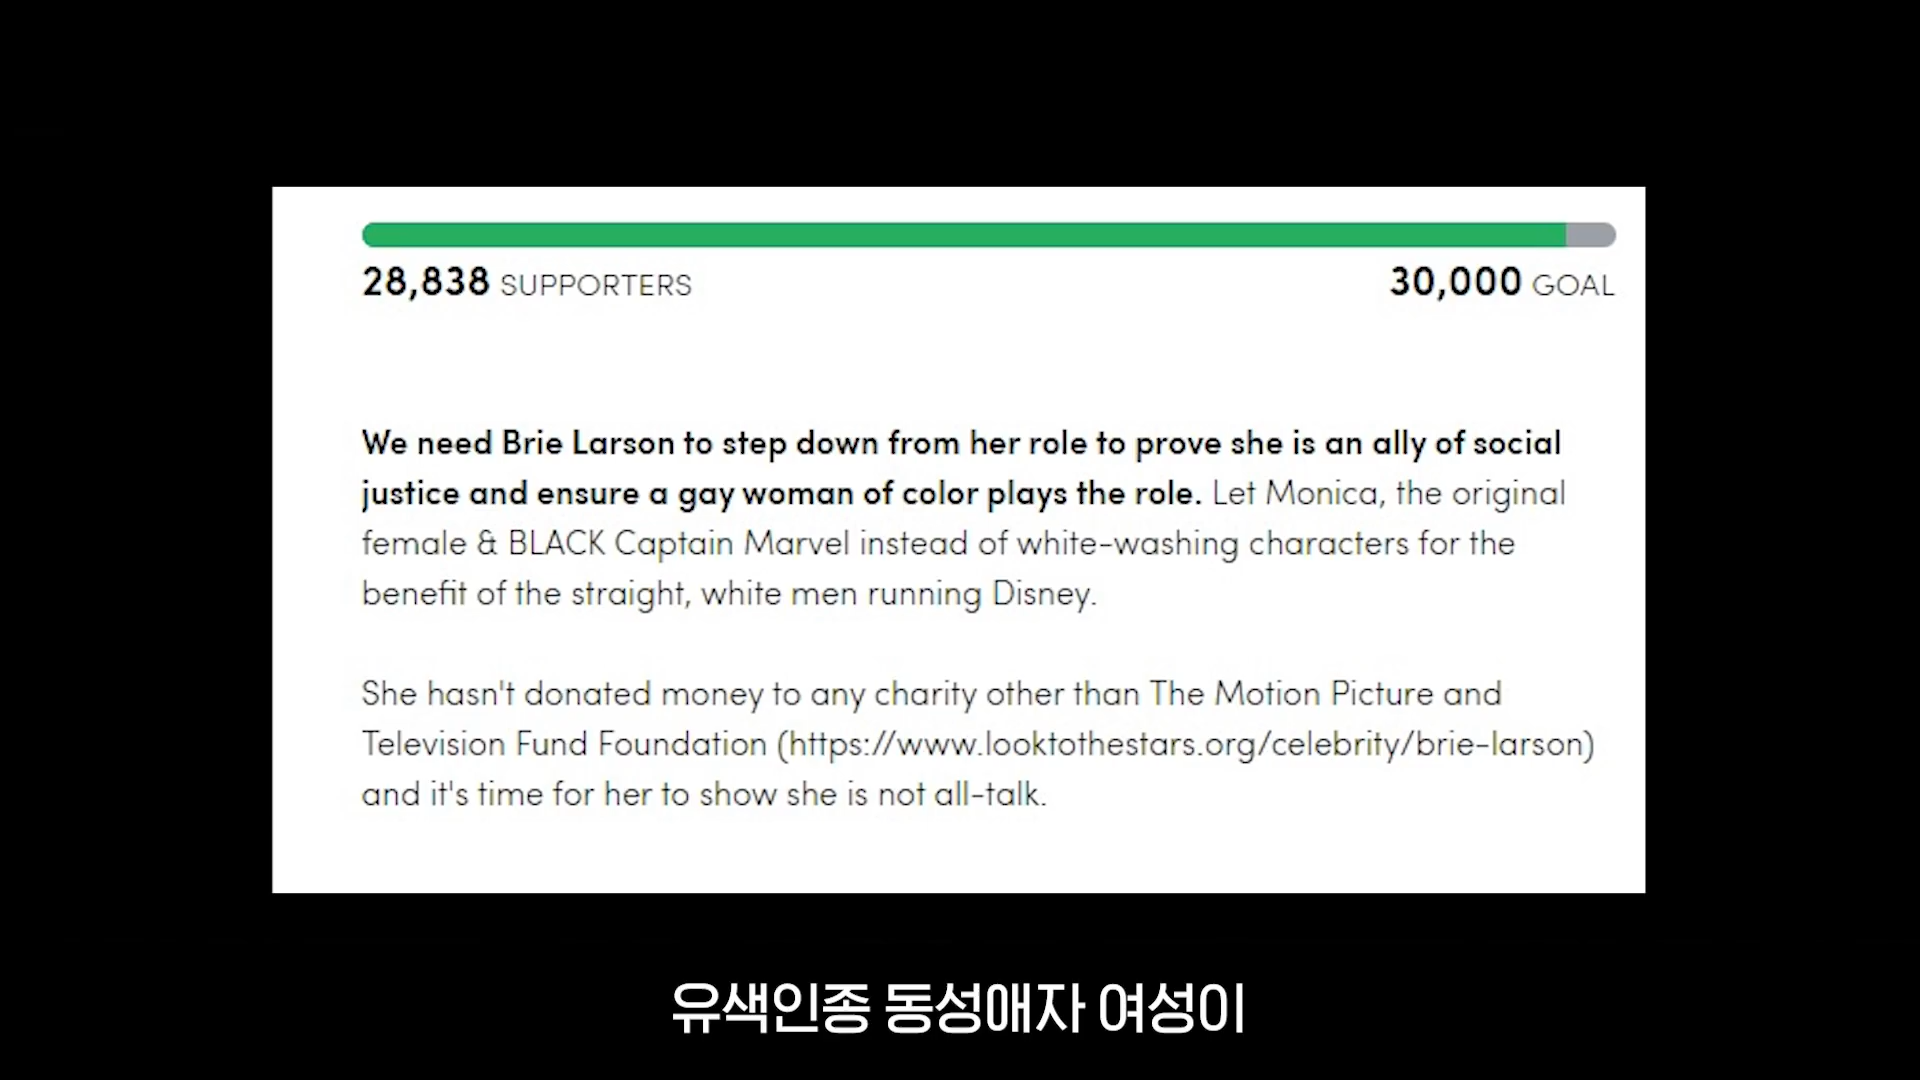 28,838 SUPPORTERS
30,000 GOAL
We need Brie Larson to step down from her role to prove she is an ally of social
justice and ensure a gay woman of color plays the role. Let Monica, the original
female & BLACK Captain Marvel instead of white-washing characters for the
benefit of the straight, white men running Disney.
She hasn't donated money to any charity other than The Motion Picture and
Television Fund Foundation (https://www.looktothestars.org/celebrity/brie-larson)
and it's time for her to show she is not all-talk.
유색인종 동성애자 여성이